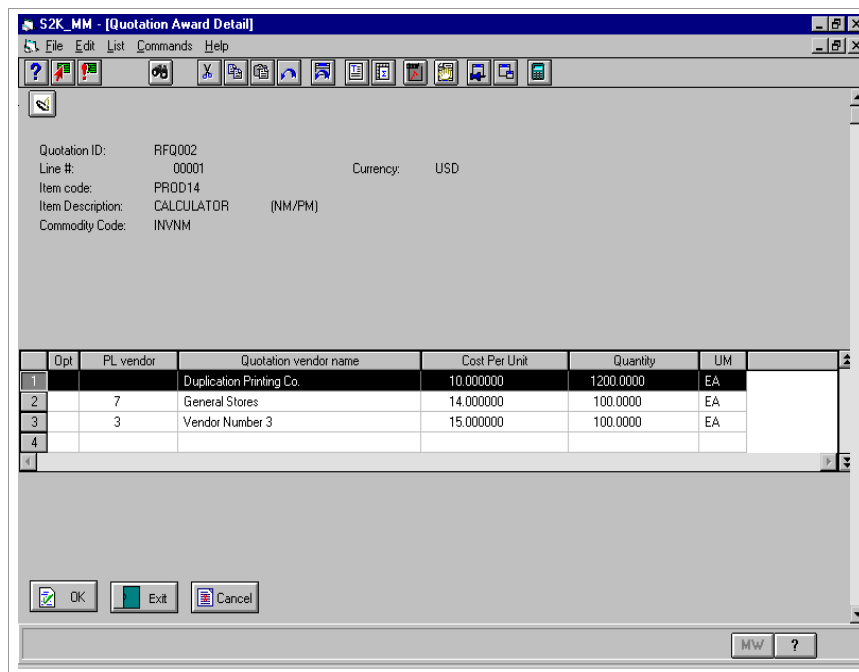 S2K_MM - [Quotation Award Detail]
File Edit List Commands Help
Quotation ID: RFQ002
Line #: 00001 Currency: USD
Item code: PROD14
Item Description: CALCULATOR (NM/PM)
Commodity Code: INVNM
Opt PL vendor Quotation vendor name Cost Per Unit Quantity UM
1 Duplication Printing Co. 10.000000 1200.0000 EA
2 7 General Stores 14.000000 100.0000 EA
3 3 Vendor Number 3 15.000000 100.0000 EA
4
OK Exit Cancel
MW ?